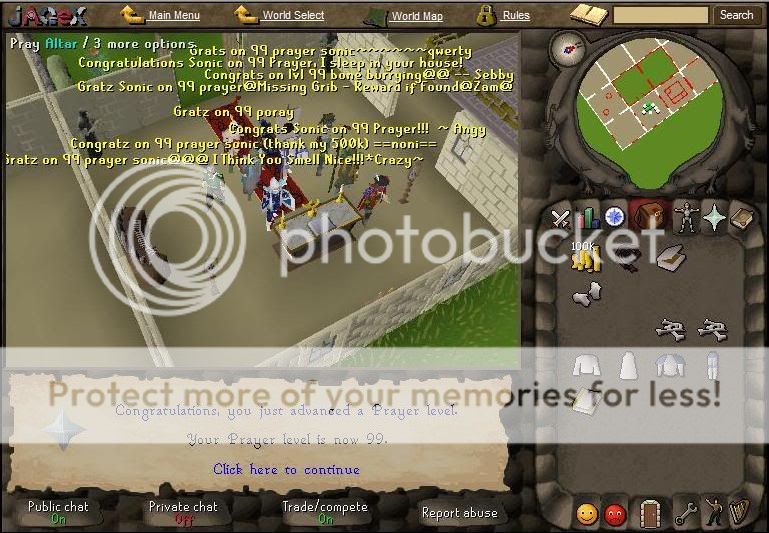 JAGEX
Main Menu
World Select
World Map
Rules
Search
Pray Altar / 3 more options
Grats on 99 prayer sonic~~~~~~~qwerty
Congratulations Sonic on 99 Prayer, I sleep in your house!
Congrats on lvl 99 bone burrying@@ -- Sebby
Gratz Sonic on 99 prayer@Missing Grib - Reward if found@Zam@
Gratz on 99 poray
Congrats Sonic on 99 Prayer!!! ~ Angy
Congratz on 99 prayer sonic (thank my 500k) ==noni==
Gratz on 99 prayer sonic@@@ I Think You Smell Nice!!!*Crazy~
100k
photobucket
Protect more of your memories for less!
Congratulations, you just advanced a Prayer level.
Your Prayer level is now 99.
Click here to continue
Public chat
On
Private chat
Off
Trade/compete
On
Report abuse